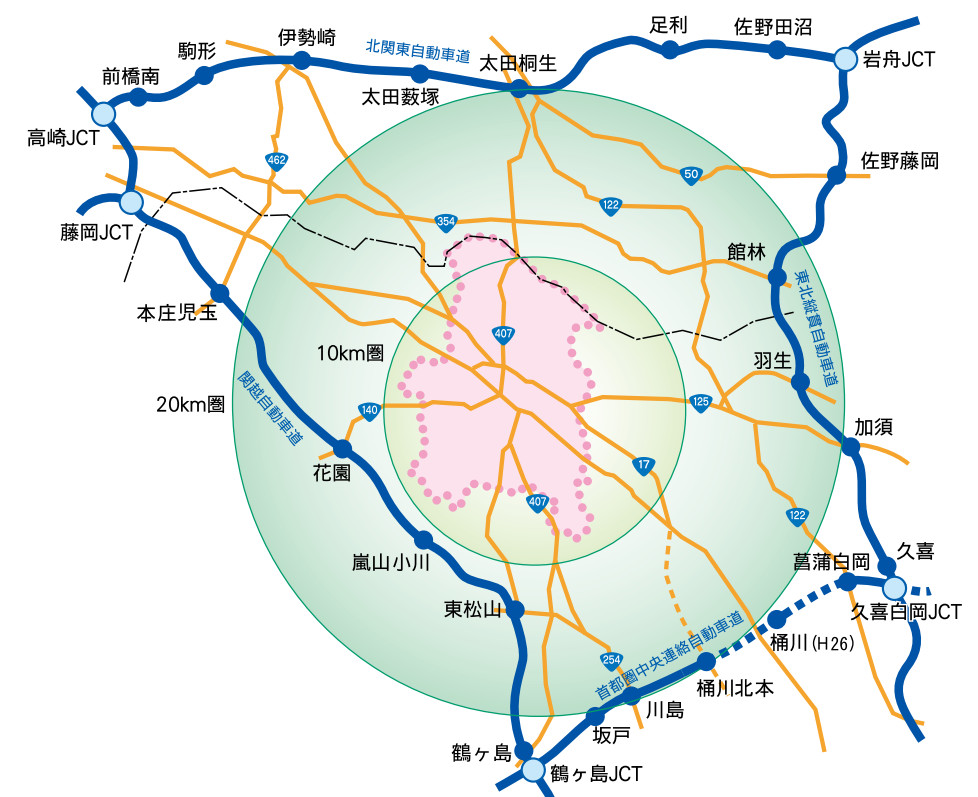 足利
佐野田沼
伊勢崎
駒形
北関東自動車道
太田桐生
岩舟JCT
前橋南
太田薮塚
高崎JCT
462
佐野藤岡
50
122
藤岡JCT
354
館林
東北縦貫自動車道
本庄児玉
407
10km圏
羽生
20km圏
関越自動車道
140
125
加須
花園
17
407
122
嵐山小川
菖蒲白岡
久喜
東松山
久喜白岡JCT
首都圏中央連絡自動車道
桶川(H26)
254
桶川北本
川島
坂戸
鶴ヶ島
鶴ヶ島JCT